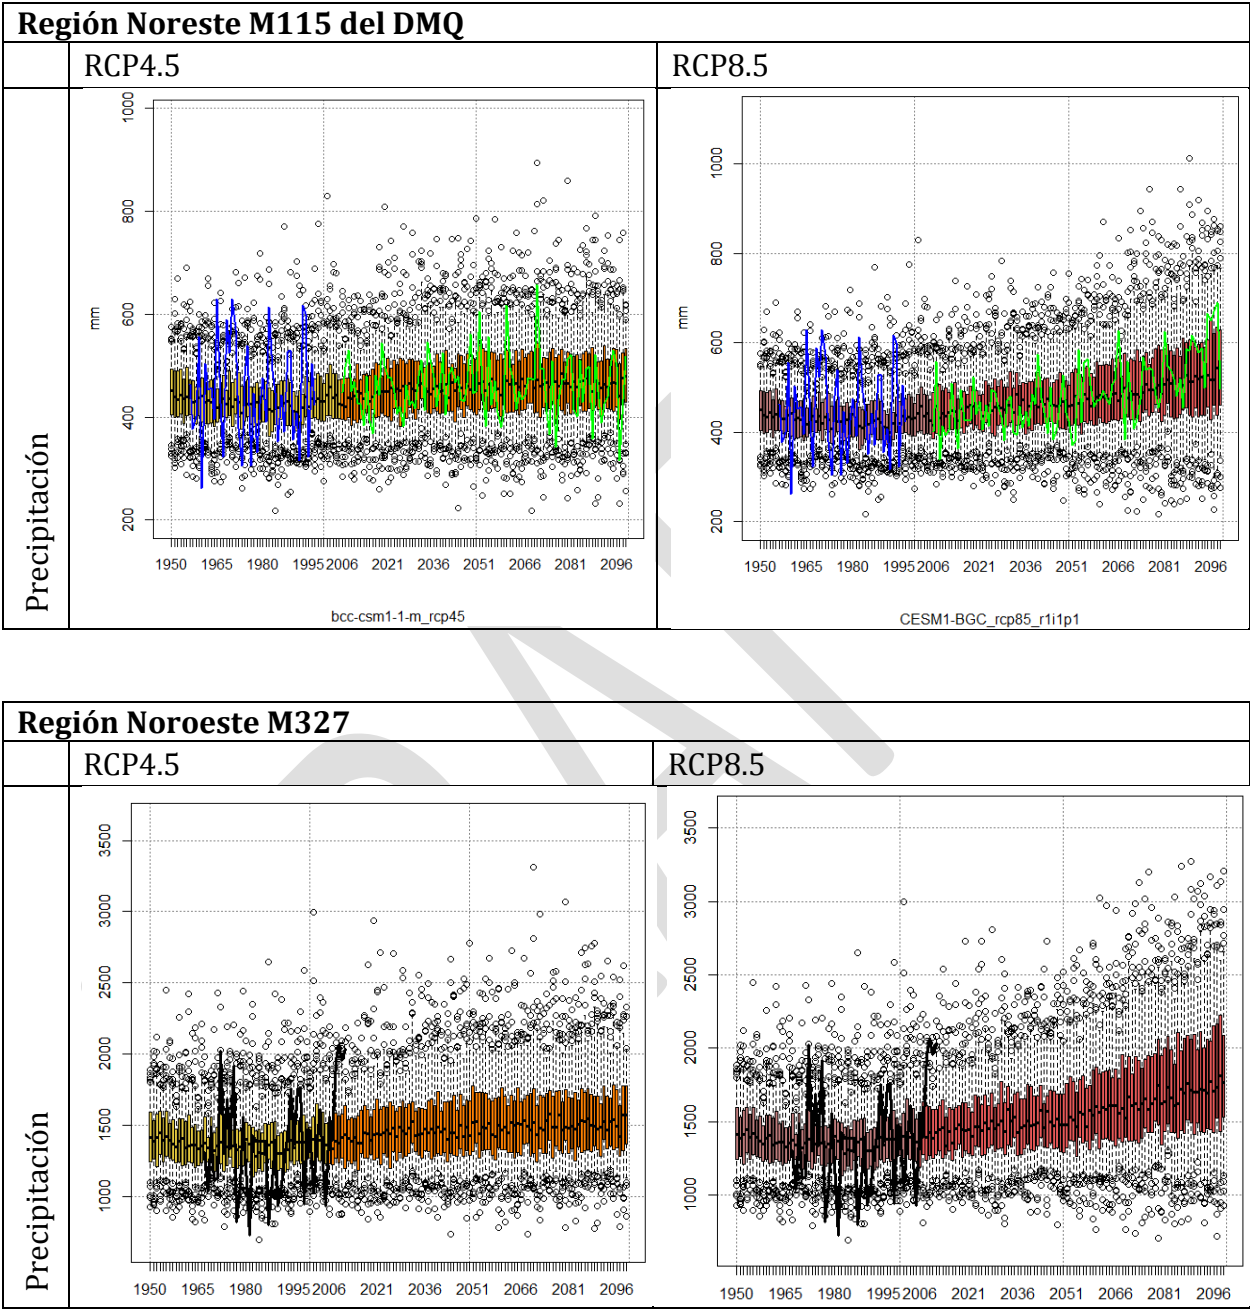 Región Noreste M115 del DMQ
RCP4.5 RCP8.5
Precipitación
mm
1000
800
600
400
200
1950 1965 1980 1995 2006 2021 2036 2051 2066 2081 2096
bcc-csm1-1-m_rcp45
mm
1000
800
600
400
200
1950 1965 1980 1995 2006 2021 2036 2051 2066 2081 2096
CESM1-BGC_rcp85_r1i1p1
Región Noroeste M327
RCP4.5 RCP8.5
Precipitación
3500
3000
2500
2000
1500
1000
1950 1965 1980 1995 2006 2021 2036 2051 2066 2081 2096
3500
3000
2500
2000
1500
1000
1950 1965 1980 1995 2006 2021 2036 2051 2066 2081 2096